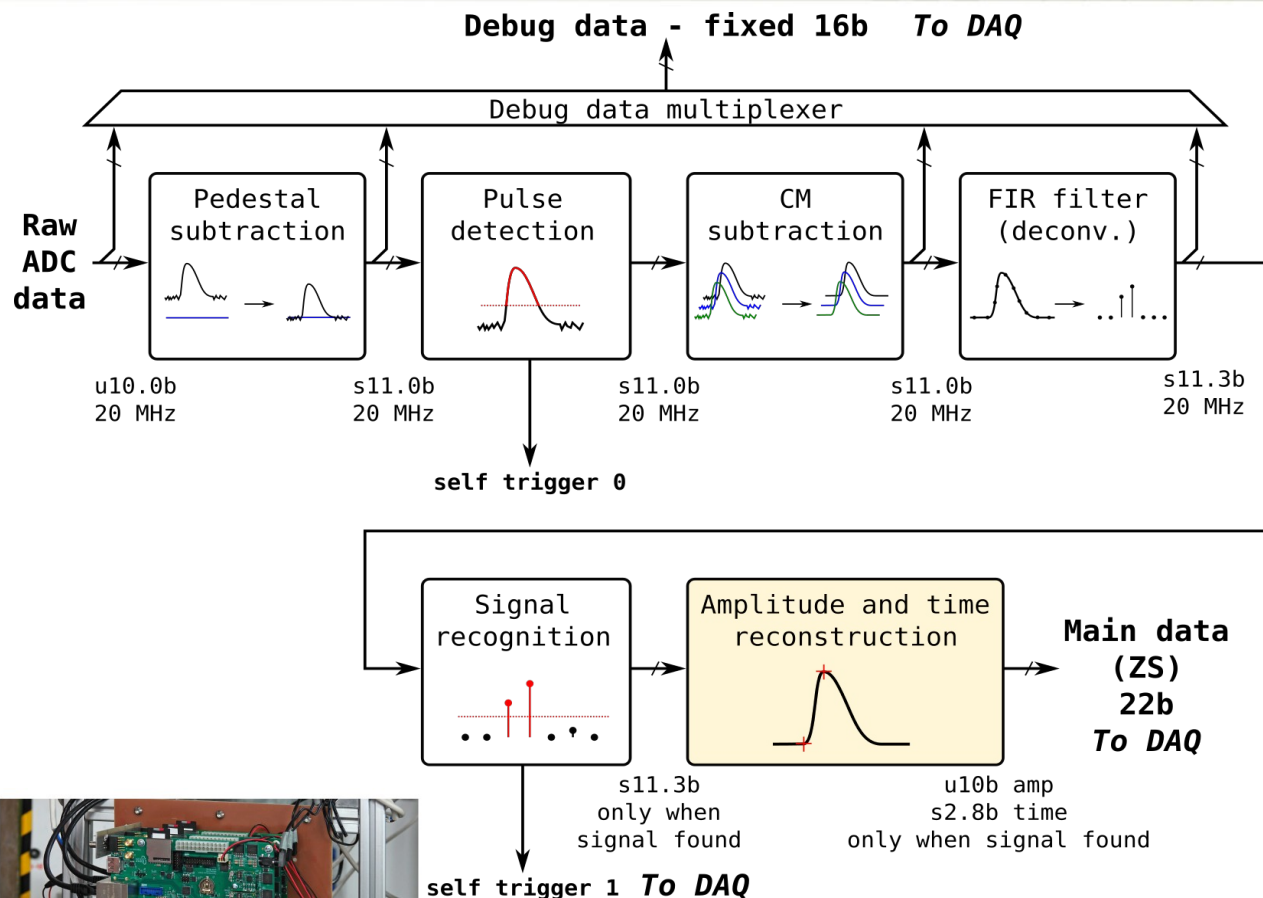 Debug data - fixed 16b To DAQ
Debug data multiplexer
Raw
ADC
data
Pedestal
subtraction
Pulse
detection
CM
subtraction
FIR filter
(deconv.)
u10.0b
20 MHz
s11.0b
20 MHz
s11.0b
20 MHz
s11.0b
20 MHz
s11.3b
20 MHz
self trigger 0
Signal
recognition
Amplitude and time
reconstruction
Main data
(ZS)
22b
To DAQ
s11.3b
only when
signal found
u10b amp
s2.8b time
only when signal found
self trigger 1 To DAQ